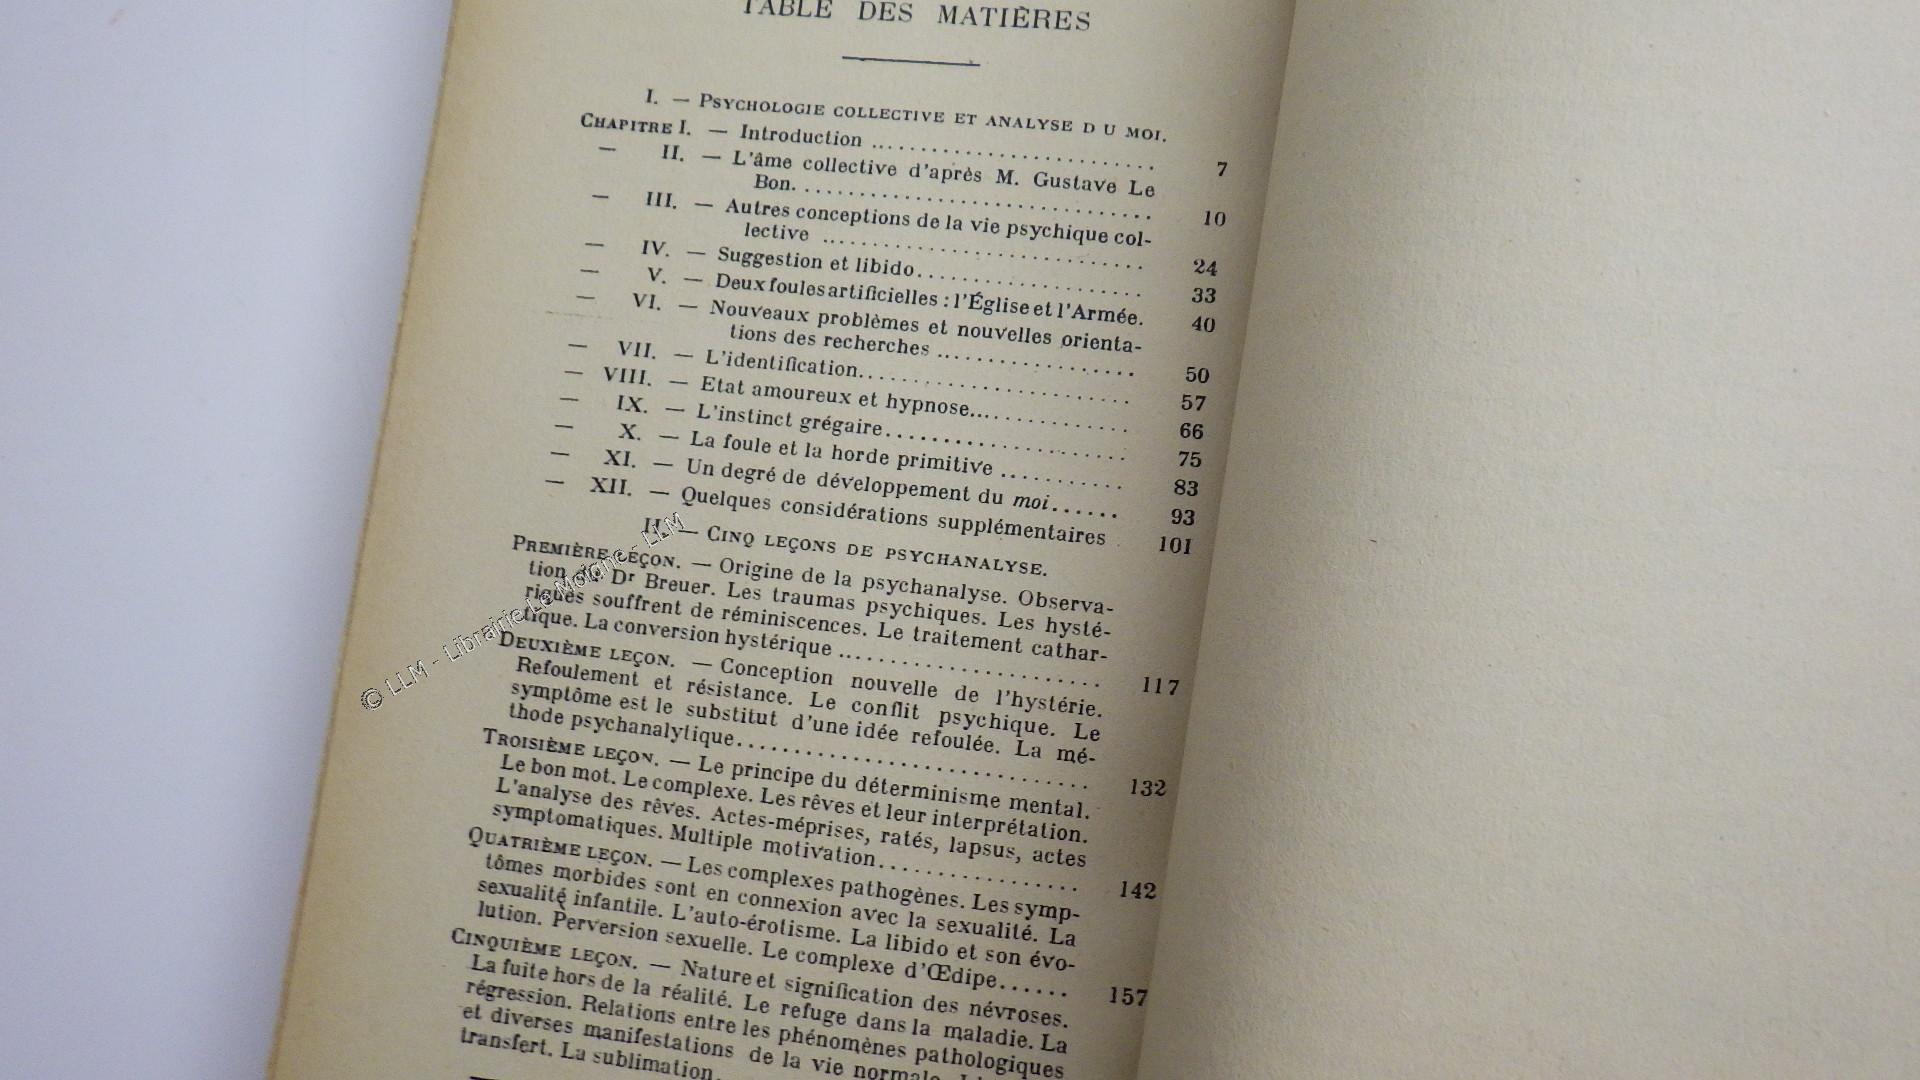 TABLE DES MATIÈRES
I. — PSYCHOLOGIE COLLECTIVE ET ANALYSE D U MOI.
CHAPITRE I. — Introduction .............................. 7
— II. — L'âme collective d'après M. Gustave Le
Bon. .............................. 10
— III. — Autres conceptions de la vie psychique col-
lective .............................. 24
— IV. — Suggestion et libido.................... 33
— V. — Deux foules artificielles : l'Église et l'Armée. 40
— VI. — Nouveaux problèmes et nouvelles orienta-
tions des recherches .................. 50
— VII. — L'identification........................ 57
— VIII. — Etat amoureux et hypnose............... 66
— IX. — L'instinct grégaire..................... 75
— X. — La foule et la horde primitive ........... 83
— XI. — Un degré de développement du moi...... 93
— XII. — Quelques considérations supplémentaires . 101
II. — CINQ LEÇONS DE PSYCHANALYSE.
PREMIÈRE LEÇON. — Origine de la psychanalyse. Observa-
tion du Dr Breuer. Les traumas psychiques. Les hysté-
riques souffrent de réminiscences. Le traitement cathar-
tique. La conversion hystérique .................... 117
DEUXIÈME LEÇON. — Conception nouvelle de l'hystérie.
Refoulement et résistance. Le conflit psychique. Le
symptôme est le substitut d'une idée refoulée. La mé-
thode psychanalytique.............................. 132
TROISIÈME LEÇON. — Le principe du déterminisme mental.
Le bon mot. Le complexe. Les rêves et leur interprétation.
L'analyse des rêves. Actes-méprises, ratés, lapsus, actes
symptomatiques. Multiple motivation.................. 142
QUATRIÈME LEÇON. — Les complexes pathogènes. Les symp-
tômes morbides sont en connexion avec la sexualité. La
sexualité infantile. L'auto-érotisme. La libido et son évo-
lution. Perversion sexuelle. Le complexe d'Œdipe...... 157
CINQUIÈME LEÇON. — Nature et signification des névroses.
La fuite hors de la réalité. Le refuge dans la maladie. La
régression. Relations entre les phénomènes pathologiques
et diverses manifestations de la vie normale.
transfert. La sublimation.
© LLM - Librairie Le Moigne - LLM